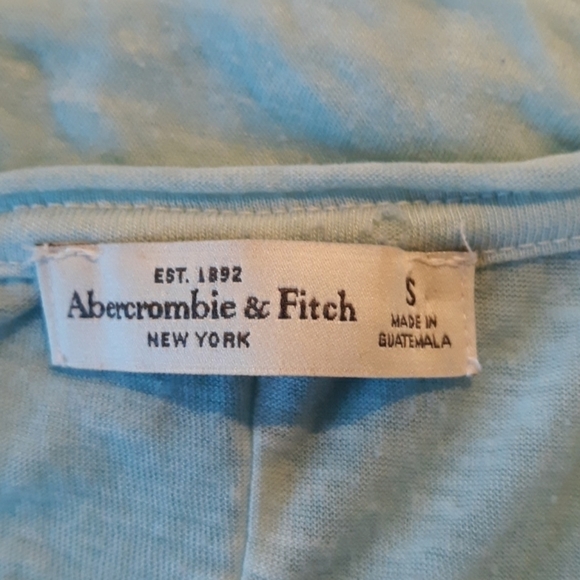 EST. 1892
Abercrombie & Fitch
NEW YORK
S
MADE IN
GUATEMALA